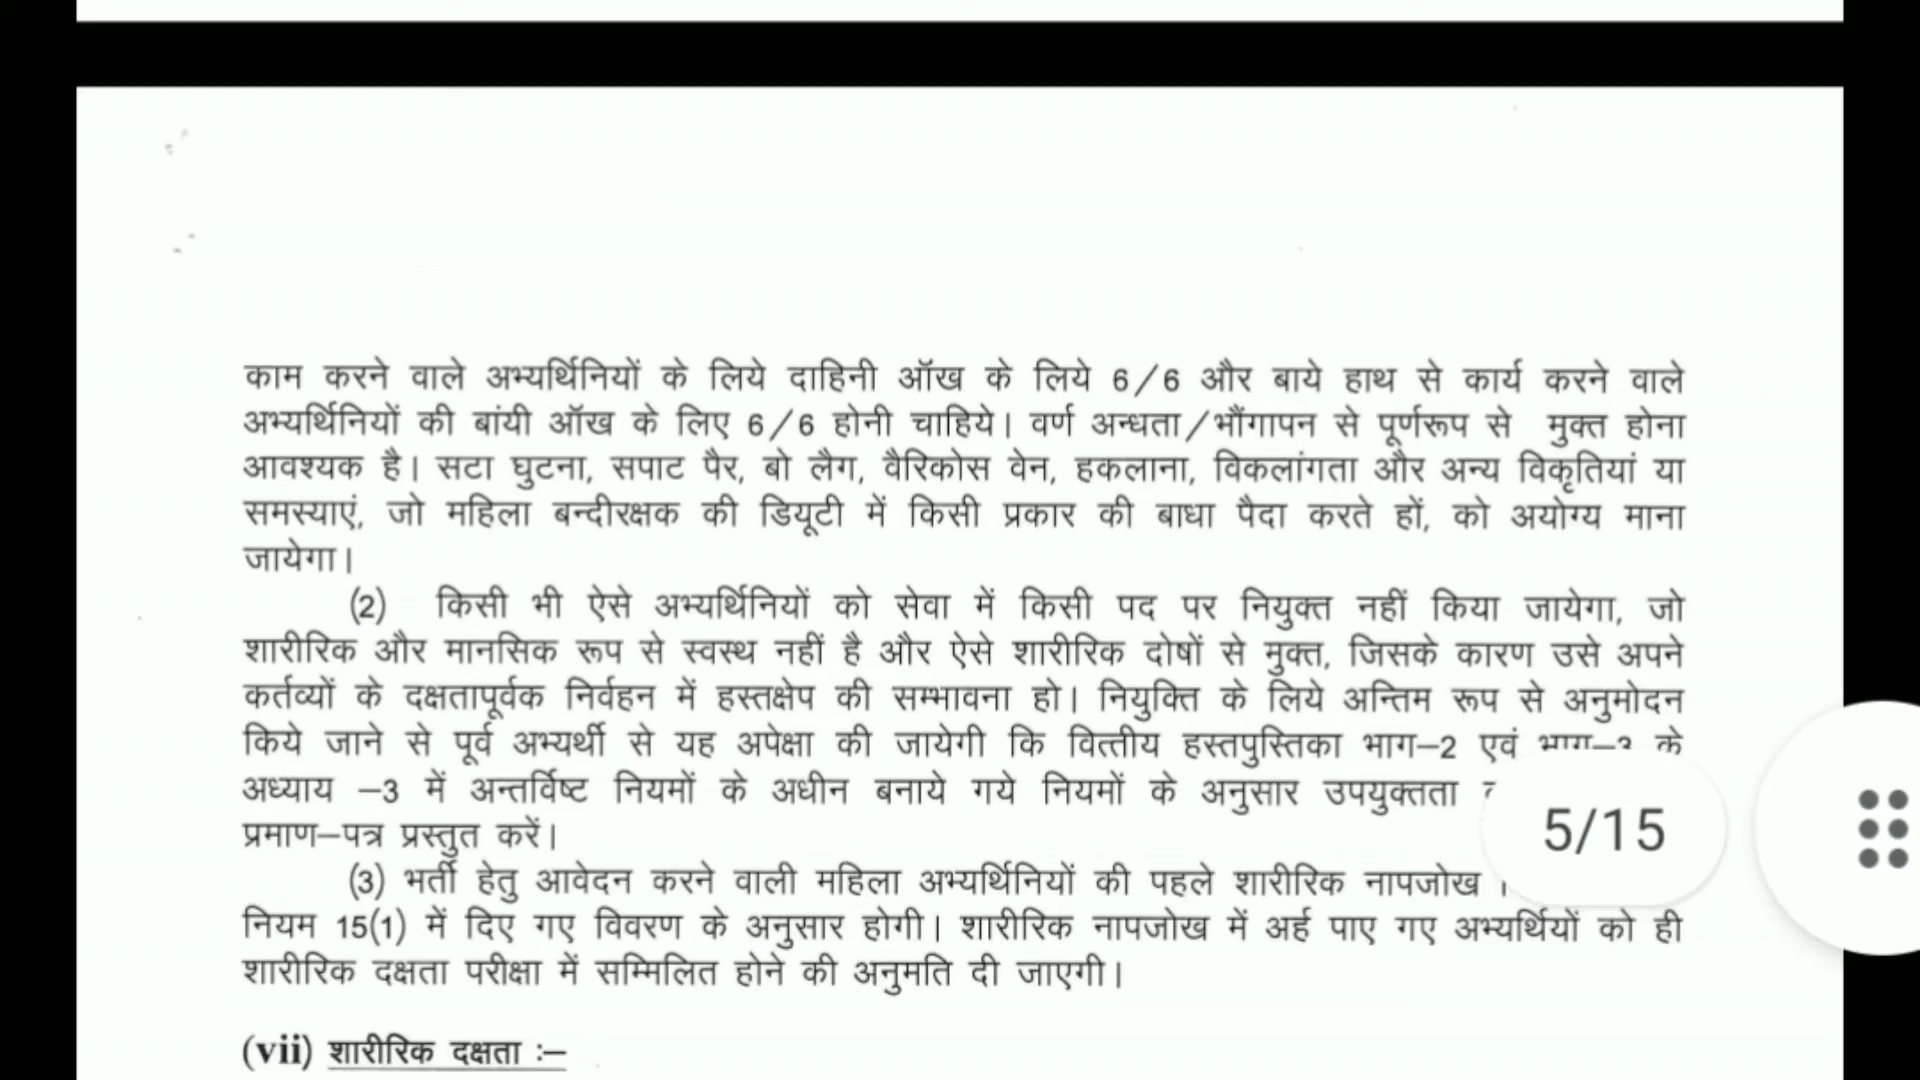 काम करने वाले अभ्यर्थिनियों के लिये दाहिनी ऑख के लिये 6/6 और बाये हाथ से कार्य करने वाले
अभ्यर्थिनियों की बांयी ऑख के लिए 6/6 होनी चाहिये। वर्ण अन्धता/भौंगापन से पूर्णरूप से मुक्त होना
आवश्यक है। सटा घुटना, सपाट पैर, बो लैग, वैरिकोस वेन, हकलाना, विकलांगता और अन्य विकृतियां या
समस्याएं, जो महिला बन्दीरक्षक की डियूटी में किसी प्रकार की बाधा पैदा करते हों, को अयोग्य माना
जायेगा।
(2) किसी भी ऐसे अभ्यर्थिनियों को सेवा में किसी पद पर नियुक्त नहीं किया जायेगा, जो
शारीरिक और मानसिक रूप से स्वस्थ नहीं है और ऐसे शारीरिक दोषों से मुक्त, जिसके कारण उसे अपने
कर्तव्यों के दक्षतापूर्वक निर्वहन में हस्तक्षेप की सम्भावना हो। नियुक्ति के लिये अन्तिम रूप से अनुमोदन
किये जाने से पूर्व अभ्यर्थी से यह अपेक्षा की जायेगी कि वित्तीय हस्तपुस्तिका भाग–2 एवं के
अध्याय –3 में अन्तर्विष्ट नियमों के अधीन बनाये गये नियमों के अनुसार उपयुक्तता
प्रमाण–पत्र प्रस्तुत करें।
5/15
(3) भर्ती हेतु आवेदन करने वाली महिला अभ्यर्थिनियों की पहले शारीरिक नापजोख
नियम 15(1) में दिए गए विवरण के अनुसार होगी। शारीरिक नापजोख में अर्ह पाए गए अभ्यर्थियों को ही
शारीरिक दक्षता परीक्षा में सम्मिलित होने की अनुमति दी जाएगी।
(vii) शारीरिक दक्षता :–